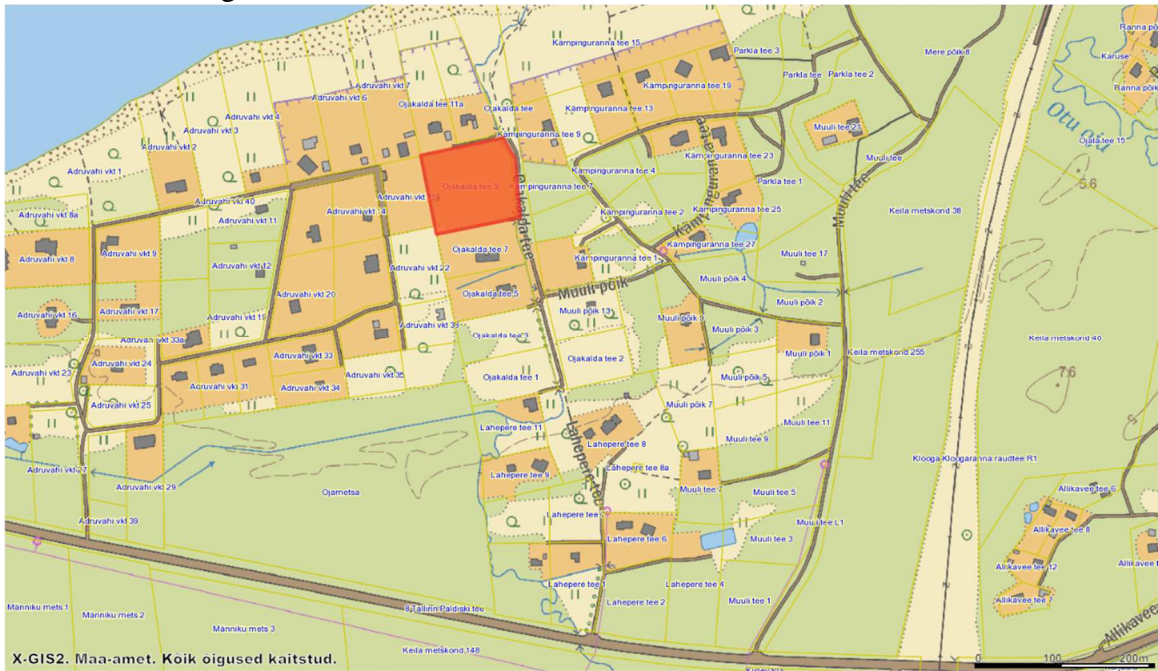 Kämpinguranna tee 15
Parkla tee 3
Parkla tee
Parkla tee 2
Mere põik 8
Karuse
Otu oja
Ojata tee 15
Adruvahi vkt 7
Adruvahi vkt 6
Ojakalda tee 11a
Ojakalda tee
Kämpinguranna tee 19
Kämpinguranna tee 13
Adruvahi vkt 4
Adruvahi vkt 3
Adruvahi vkt 2
Adruvahi vkt 1
Kämpinguranna tee 9
Muuli tee 21
Muuli tee
Kämpinguranna tee 23
Kämpinguranna tee 4
Parkla tee 1
Ojakalda tee 9
Kämpinguranna tee 7
Adruvahi vkt 40
Adruvahi vkt 8a
Adruvahi vkt 11
Adruvahi vkt 14
Ojakalda tee
Kämpinguranna tee 2
Kämpinguranna tee 25
Muuli tee
Keila metskond 38
5.6
Adruvahi vkt 8
Adruvahi vkt 9
Adruvahi vkt 12
Adruvahi vkt 22
Ojakalda tee 7
Kämpinguranna tee 27
Kämpinguranna tee 1
Muuli tee 17
Muuli põik 4
Muuli põik 2
Adruvahi vkt 20
Ojakalda tee 5
Muuli põik
Adruvahi vkt 16
Adruvahi vkt 17
Adruvahi vkt 19
Muuli põik 13
Muuli põik 9
Muuli põik 3
Adruvahi vkt 33a
Adruvahi vkt 33
Ojakalda tee 2
Muuli põik 1
Keila metskond 255
Keila metskond 40
Adruvahi vkt 24
Adruvahi vkt 23
Adruvahi vkt 35
Adruvahi vkt 31
Adruvahi vkt 34
Ojakalda tee 1
Muuli põik 5
7.6
Adruvahi vkt 25
Muuli põik 7
Lahepere tee 11
Lahepere tee
Lahepere tee 8
Muuli põik 9
Muuli tee 11
Adruvahi vkt 27
Adruvahi vkt 29
Ojametsa
Lahepere tee 9
Lahepere tee 8a
Klooga-Kloogaranna raudtee R1
Muuli tee 5
Allikavee tee 6
Adruvahi vkt 39
Lahepere tee
Muuli tee L1
Allikavee tee 8
Lahepere tee 6
Muuli tee 3
Allikavee tee 12
Lahepere tee 1
Lahepere tee 4
Allikavee tee
Männiku mets 1
Männiku mets 2
Männiku mets 3
8 Tallinn Paldiski tee
Lahepere tee 2
Muuli tee 1
Keila metskond 148
Allikavee
X-GIS2. Maa-amet. Kõik õigused kaitstud.
0 100 200m